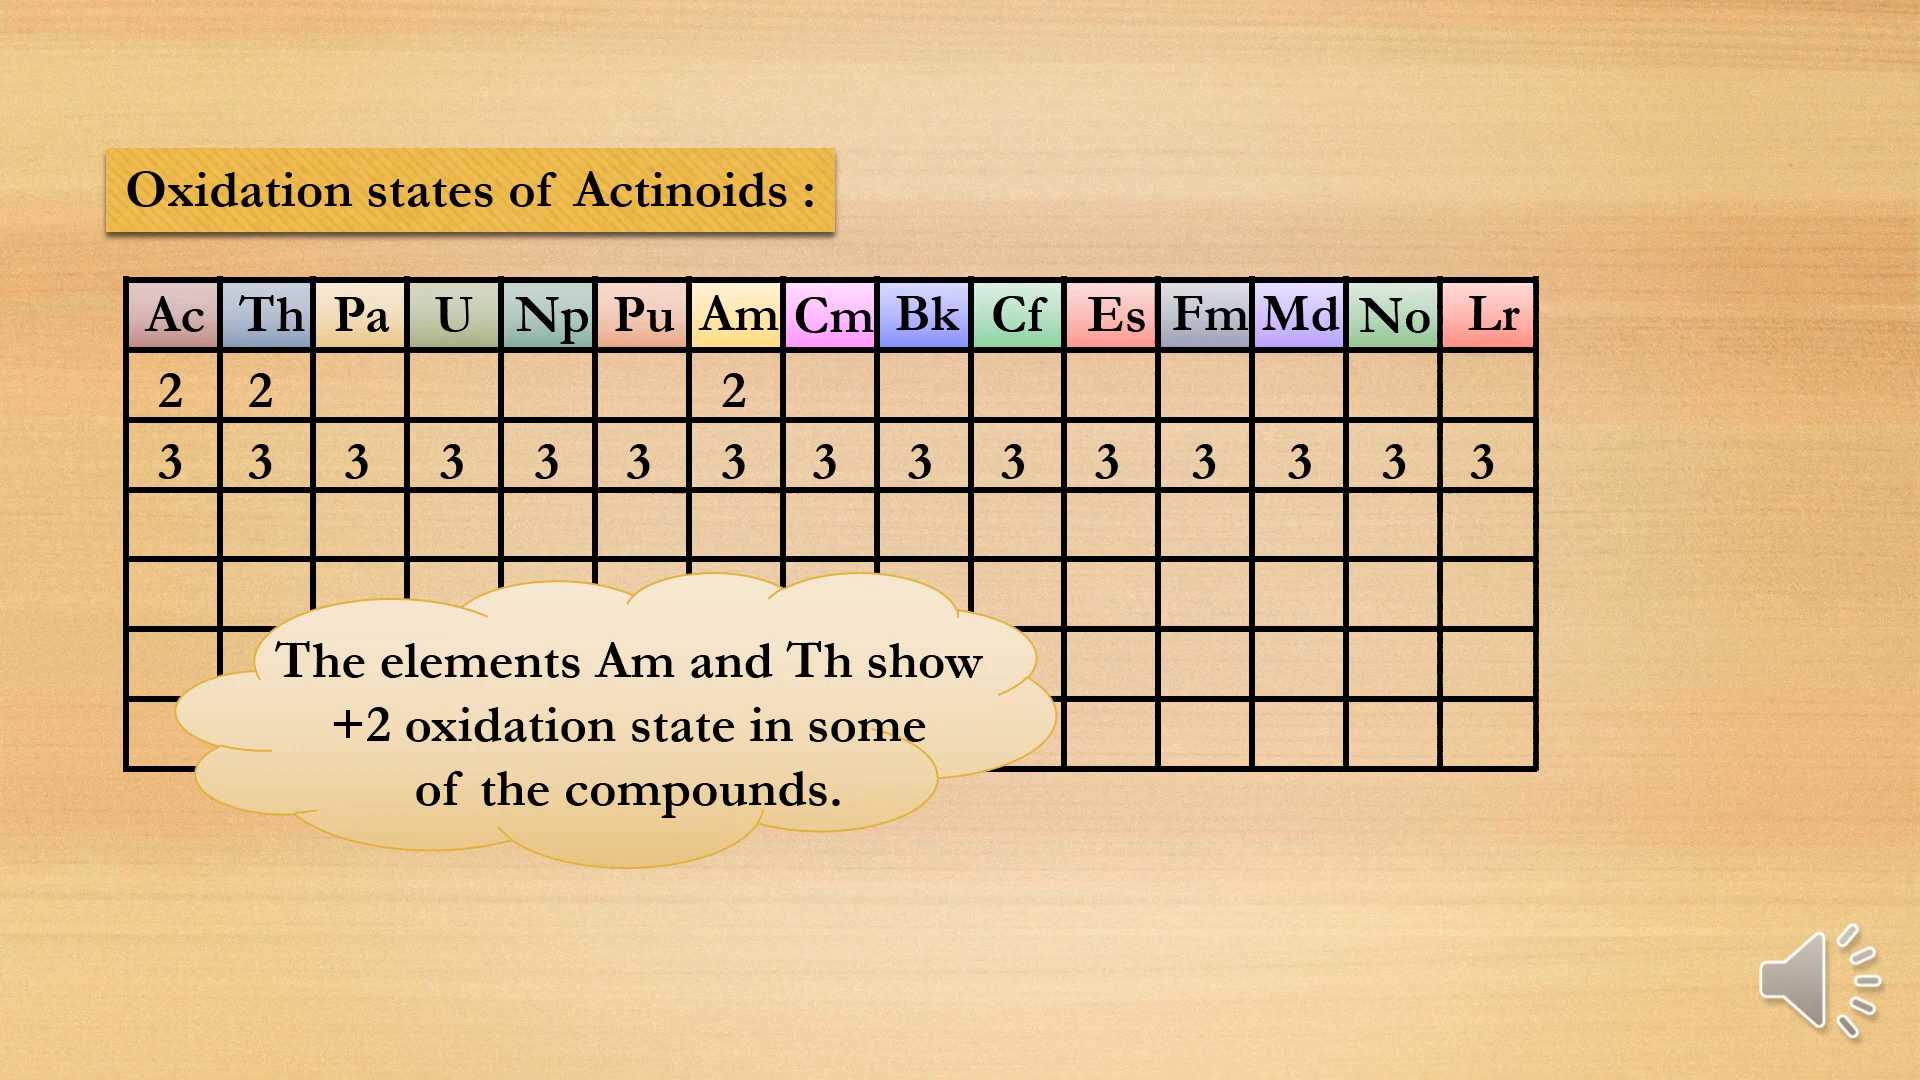 Oxidation states of Actinoids :
Ac Th Pa U Np Pu Am Cm Bk Cf Es Fm Md No Lr
2 2 2
3 3 3 3 3 3 3 3 3 3 3 3 3 3 3
The elements Am and Th show
+2 oxidation state in some
of the compounds.